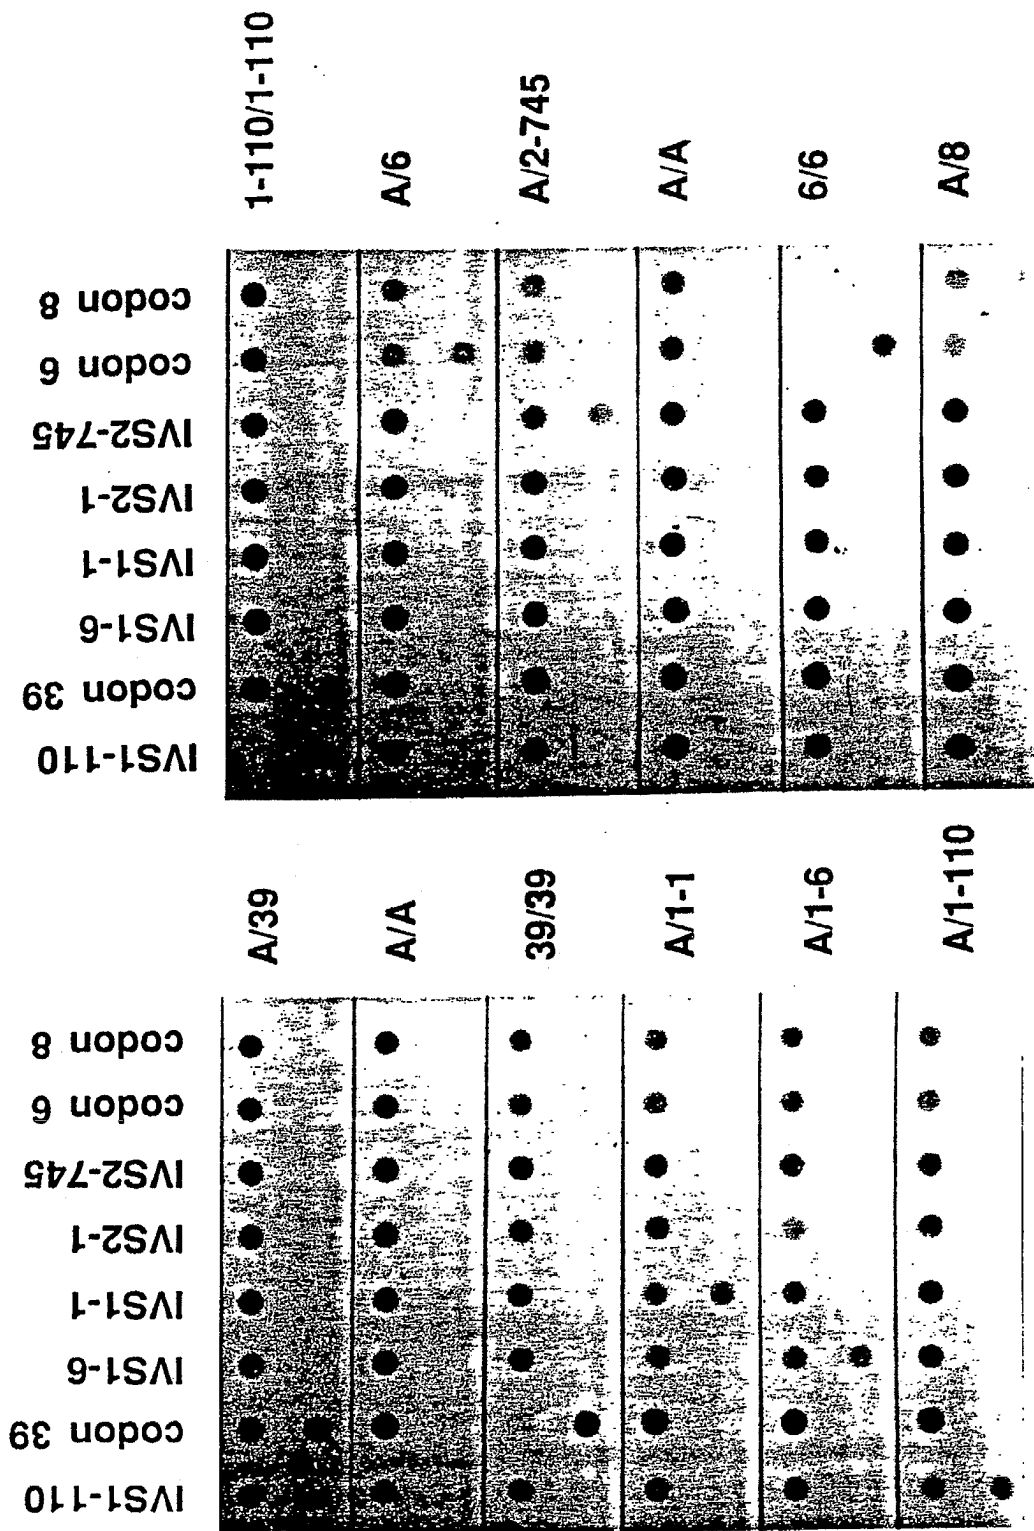 1-110/1-110
A/6
A/2-745
A/A
6/6
A/8
codon 8
codon 6
IVS2-745
IVS2-1
IVS1-1
IVS1-6
codon 39
IVS1-110
A/39
A/A
39/39
A/1-1
A/1-6
A/1-110
codon 8
codon 6
IVS2-745
IVS2-1
IVS1-1
IVS1-6
codon 39
IVS1-110